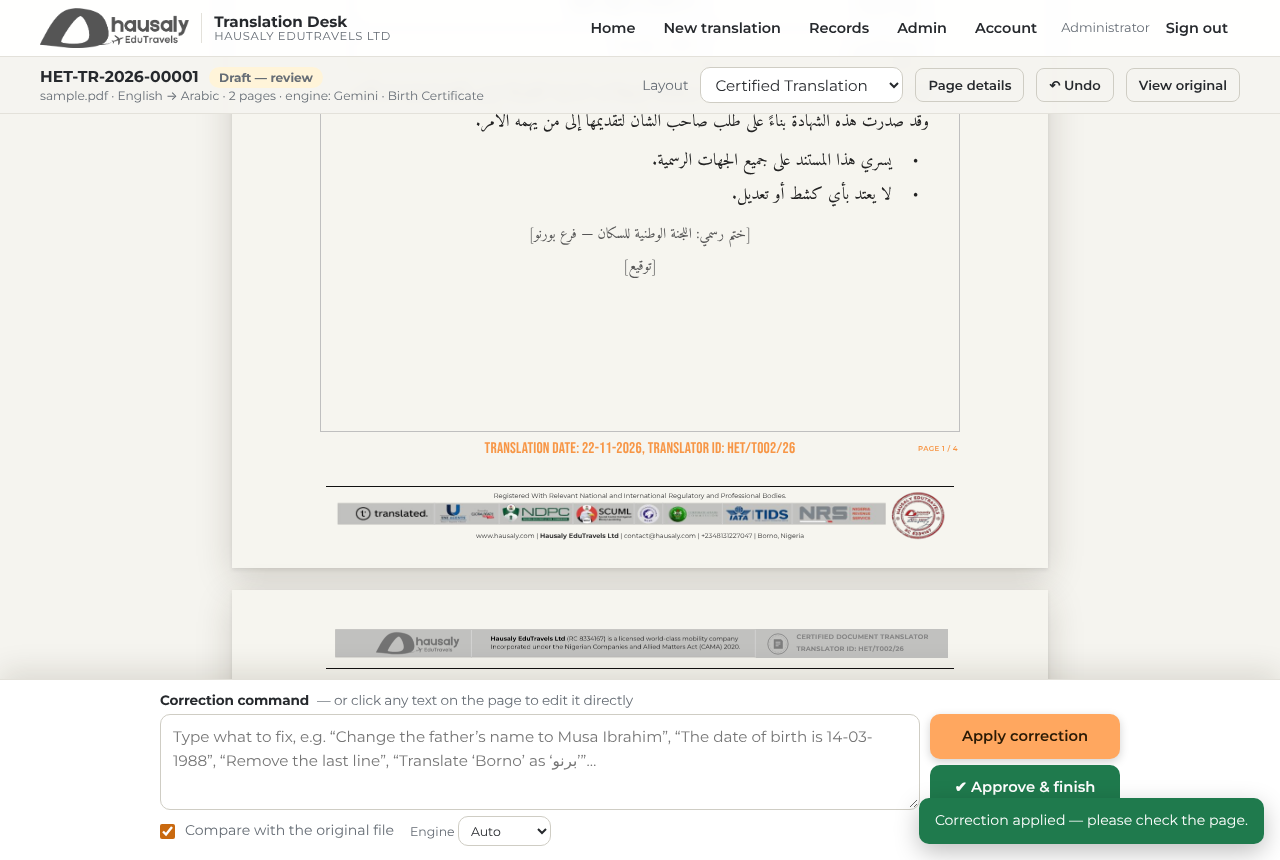 hausaly
EduTravels
Translation Desk
HAUSALY EDUTRAVELS LTD
Home
New translation
Records
Admin
Account
Administrator
Sign out
HET-TR-2026-00001
Draft — review
sample.pdf · English → Arabic · 2 pages · engine: Gemini · Birth Certificate
Layout
Certified Translation
Page details
↶ Undo
View original
وقد صدرت هذه الشهادة بناءً على طلب صاحب الشأن لتقديمها إلى من يهمه الأمر.
• يسري هذا المستند على جميع الجهات الرسمية.
• لا يعتد بأي كشط أو تعديل.
[ختم رسمي: اللجنة الوطنية للسكان — فرع بورنو]
[توقيع]
TRANSLATION DATE: 22-11-2026, TRANSLATOR ID: HET/T002/26
PAGE 1 / 4
Registered With Relevant National and International Regulatory and Professional Bodies.
translated.
NDPC
SCUML
IATA TIDS
NRS
www.hausaly.com | Hausaly EduTravels Ltd | contact@hausaly.com | +2348131227047 | Borno, Nigeria
hausaly
EduTravels
Hausaly EduTravels Ltd (RC 9334167) is a licensed world-class mobility company
incorporated under the Nigerian Companies and Allied Matters Act (CAMA) 2020.
CERTIFIED DOCUMENT TRANSLATOR
TRANSLATOR ID: HET/T002/26
Correction command — or click any text on the page to edit it directly
Type what to fix, e.g. “Change the father’s name to Musa Ibrahim”, “The date of birth is 14-03-
1988”, “Remove the last line”, “Translate ‘Borno’ as ‘برنو’”…
Apply correction
✔ Approve & finish
Compare with the original file
Engine
Auto
Correction applied — please check the page.